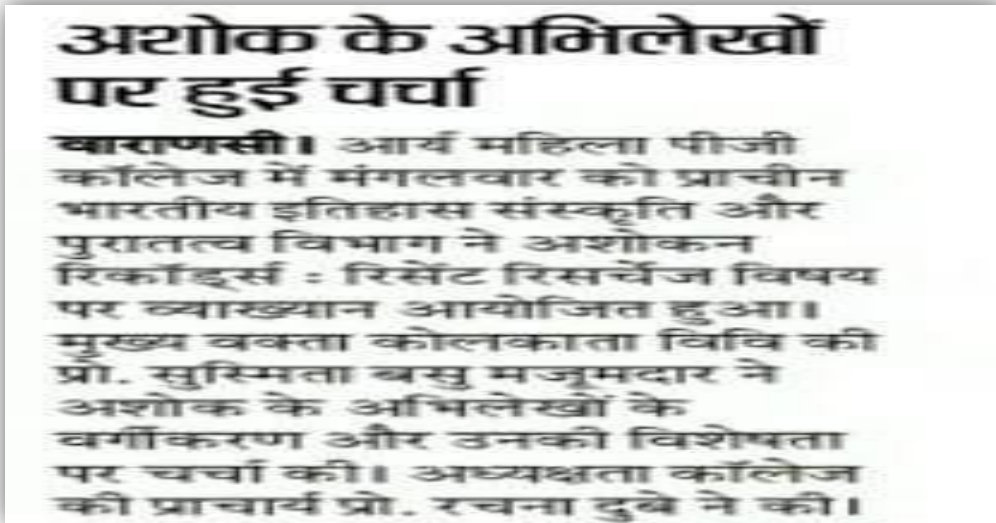 अशोक के अभिलेखों
पर हुई चर्चा
वाराणसी। आर्य महिला पीजी
कॉलेज में मंगलवार को प्राचीन
भारतीय इतिहास संस्कृति और
पुरातत्व विभाग ने अशोकन
रिकॉर्ड्स : रिसेंट रिसर्चेज विषय
पर व्याख्यान आयोजित हुआ।
मुख्य वक्ता कोलकाता विवि की
प्रो. सुस्मिता बसु मजूमदार ने
अशोक के अभिलेखों के
वर्गीकरण और उनकी विशेषता
पर चर्चा की। अध्यक्षता कॉलेज
की प्राचार्य प्रो. रचना दुबे ने की।